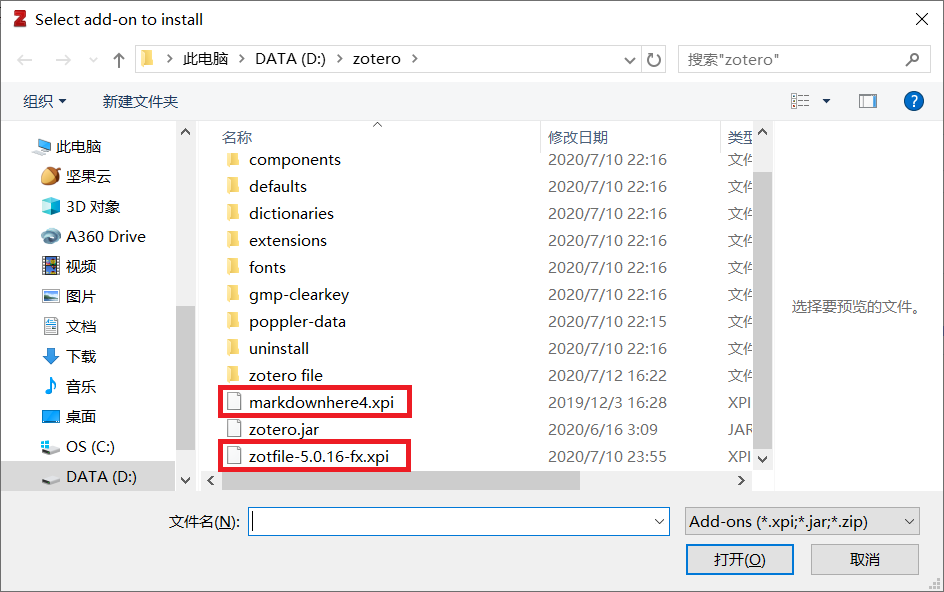 Select add-on to install
此电脑 DATA (D:) zotero
搜索"zotero"
组织 新建文件夹
此电脑
坚果云
3D 对象
A360 Drive
视频
图片
文档
下载
音乐
桌面
OS (C:)
DATA (D:)
名称 修改日期 类型
components 2020/7/10 22:16 文件
defaults 2020/7/10 22:16 文件
dictionaries 2020/7/10 22:16 文件
extensions 2020/7/10 22:16 文件
fonts 2020/7/10 22:16 文件
gmp-clearkey 2020/7/10 22:16 文件
poppler-data 2020/7/10 22:15 文件
uninstall 2020/7/10 22:16 文件
zotero file 2020/7/12 16:22 文件
markdownhere4.xpi 2019/12/3 16:28 XPI
zotero.jar 2020/6/16 3:09 JAR
zotfile-5.0.16-fx.xpi 2020/7/10 23:55 XPI
选择要预览的文件。
文件名(N): Add-ons (*.xpi;*.jar;*.zip)
打开(O) 取消